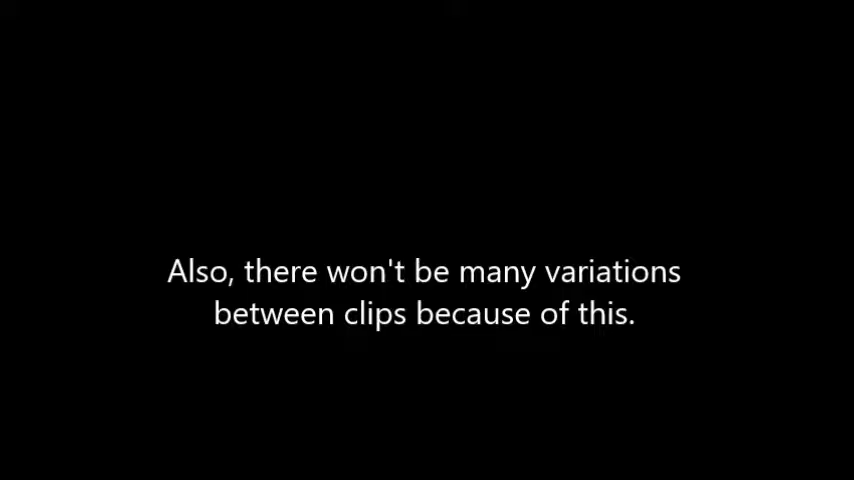 Also, there won't be many variations
between clips because of this.